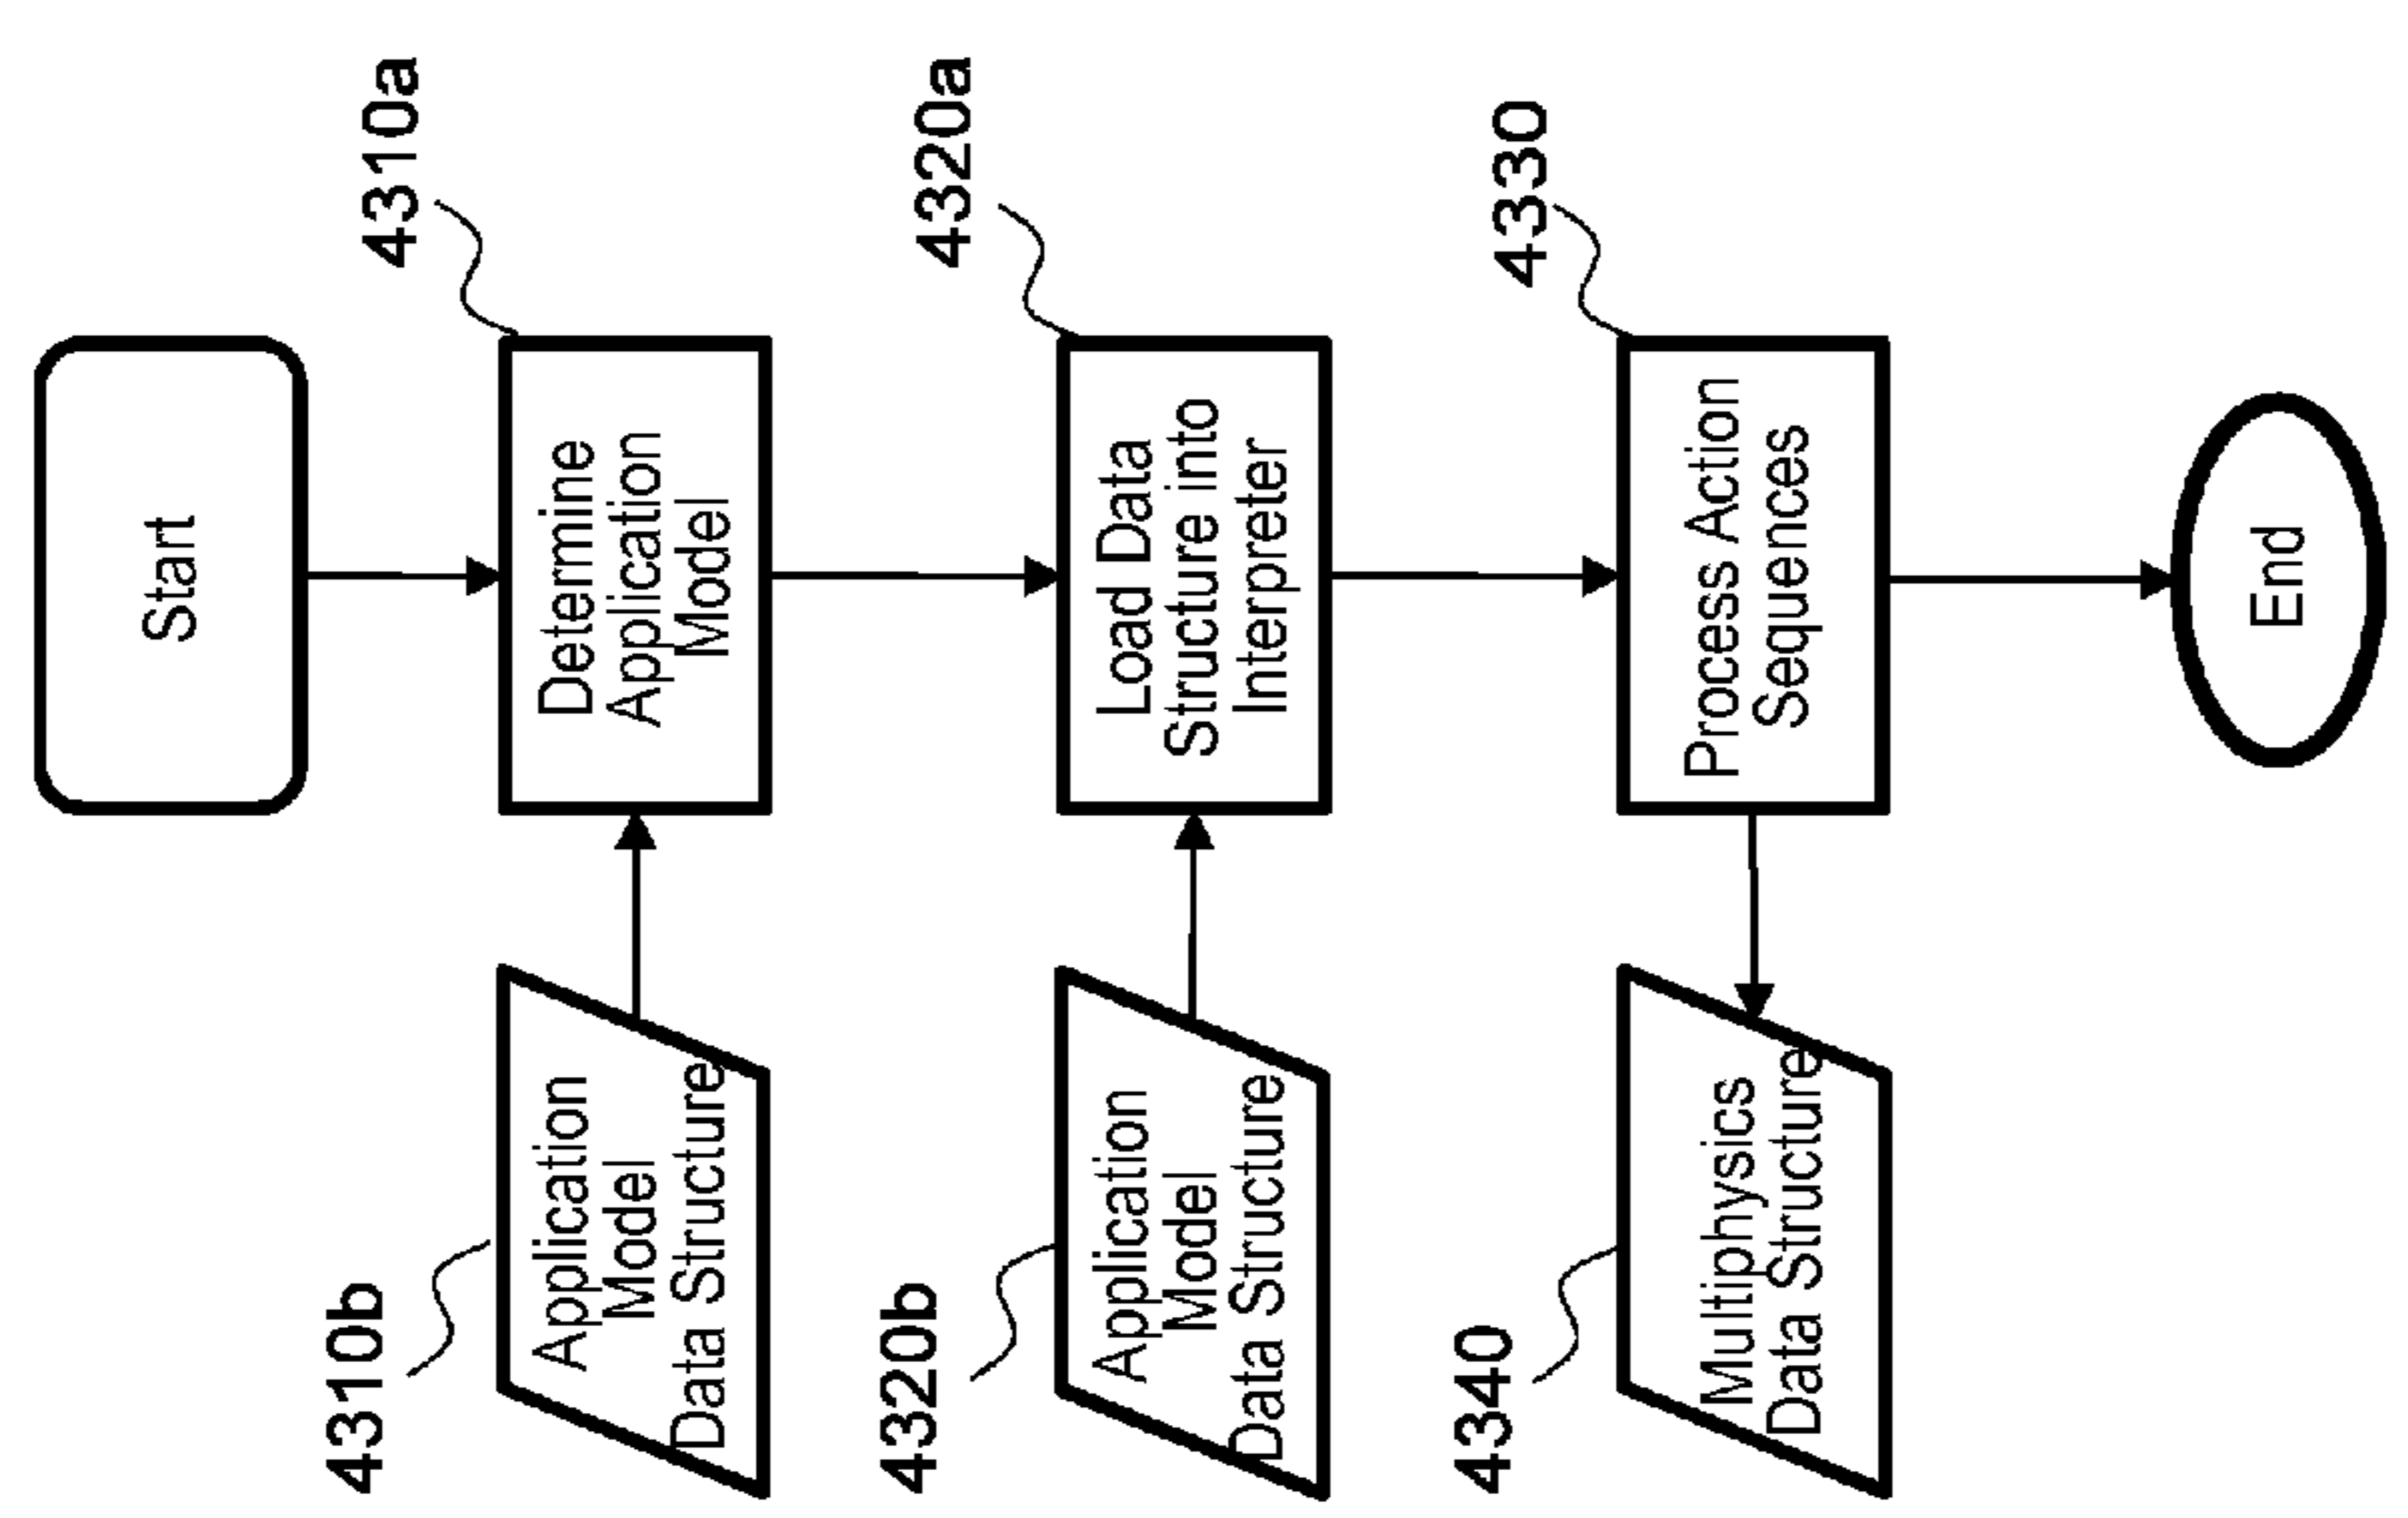 Start
4310a
Determine
Application
Model
4310b
Application
Model
Data Structure
4320a
Load Data
Structure into
Interpreter
4320b
Application
Model
Data Structure
4330
Process Action
Sequences
4340
Multiphysics
Data Structure
End